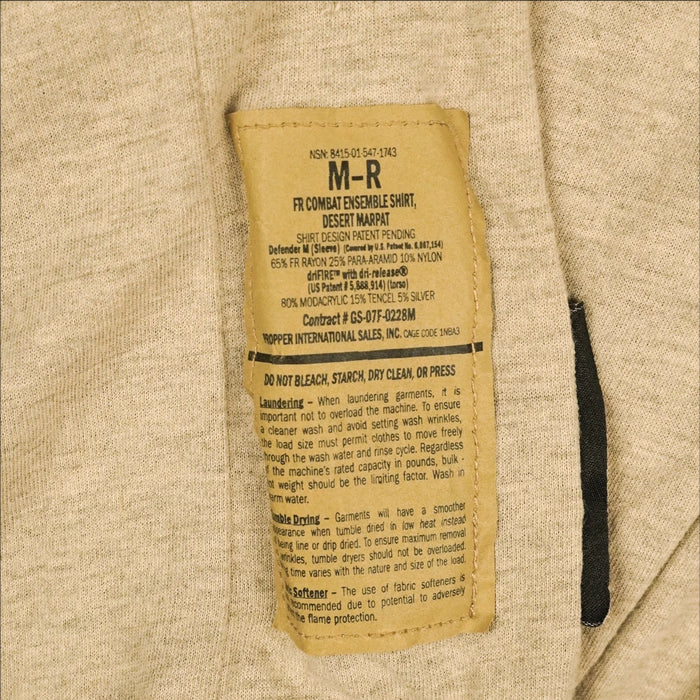 NSN: 8415-01-547-1743
M-R
FR COMBAT ENSEMBLE SHIRT,
DESERT MARPAT
SHIRT DESIGN PATENT PENDING
Defender M (Sleeve) (Covered by U.S. Patent No. 6,867,154)
65% FR RAYON 25% PARA-ARAMID 10% NYLON
driFIRE™ with dri-release®
(US Patent # 5,888,914) (torso)
80% MODACRYLIC 15% TENCEL 5% SILVER
Contract # GS-07F-0228M
ROPPER INTERNATIONAL SALES, INC. CAGE CODE 1NBA3
DO NOT BLEACH, STARCH, DRY CLEAN, OR PRESS
Laundering – When laundering garments, it is
important not to overload the machine. To ensure
a cleaner wash and avoid setting wash wrinkles,
the load size must permit clothes to move freely
through the wash water and rinse cycle. Regardless
of the machine's rated capacity in pounds, bulk -
not weight should be the limiting factor. Wash in
erm water.
mble Drying – Garments will have a smoother
pearance when tumble dried in low heat instead
being line or drip dried. To ensure maximum removal
wrinkles, tumble dryers should not be overloaded.
g time varies with the nature and size of the load.
c Softener – The use of fabric softeners is
commended due to potential to adversely
the flame protection.